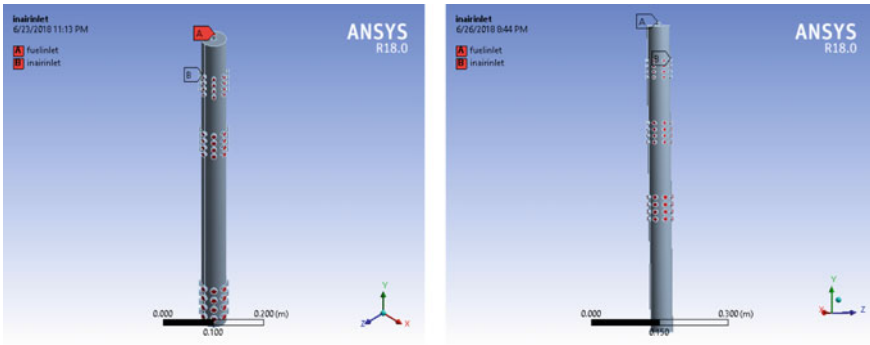 inairinlet
6/23/2018 11:13 PM
A fuelinlet
B inairinlet
ANSYS
R18.0
A
B
0.000
0.200 (m)
0.100
Y
Z
X
inairinlet
6/26/2018 8:44 PM
A fuelinlet
B inairinlet
ANSYS
R18.0
A
B
0.000
0.300 (m)
0.150
Y
X
Z